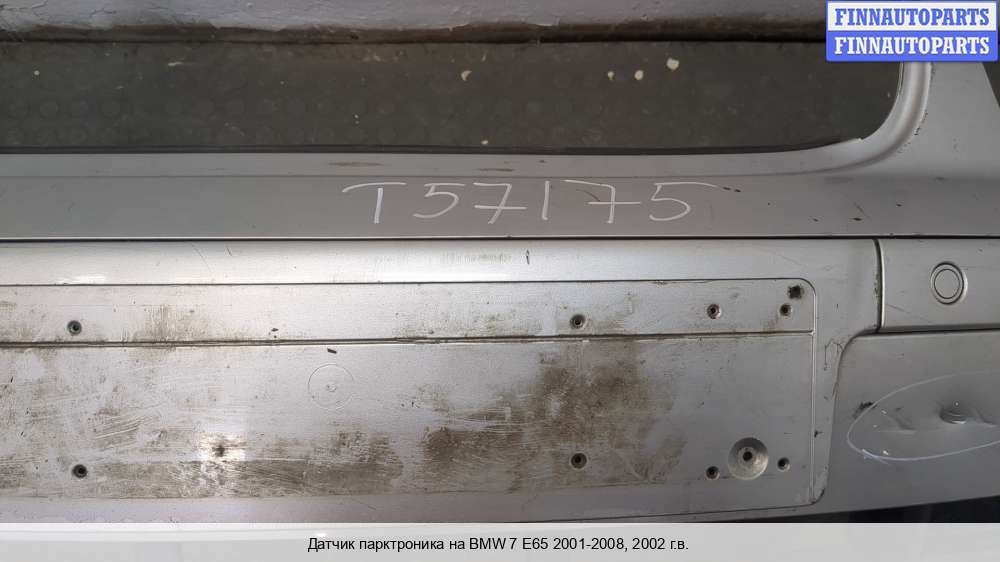 FINNAUTOPARTS
FINNAUTOPARTS
T57175
Датчик парктроника на BMW 7 E65 2001-2008, 2002 г.в.